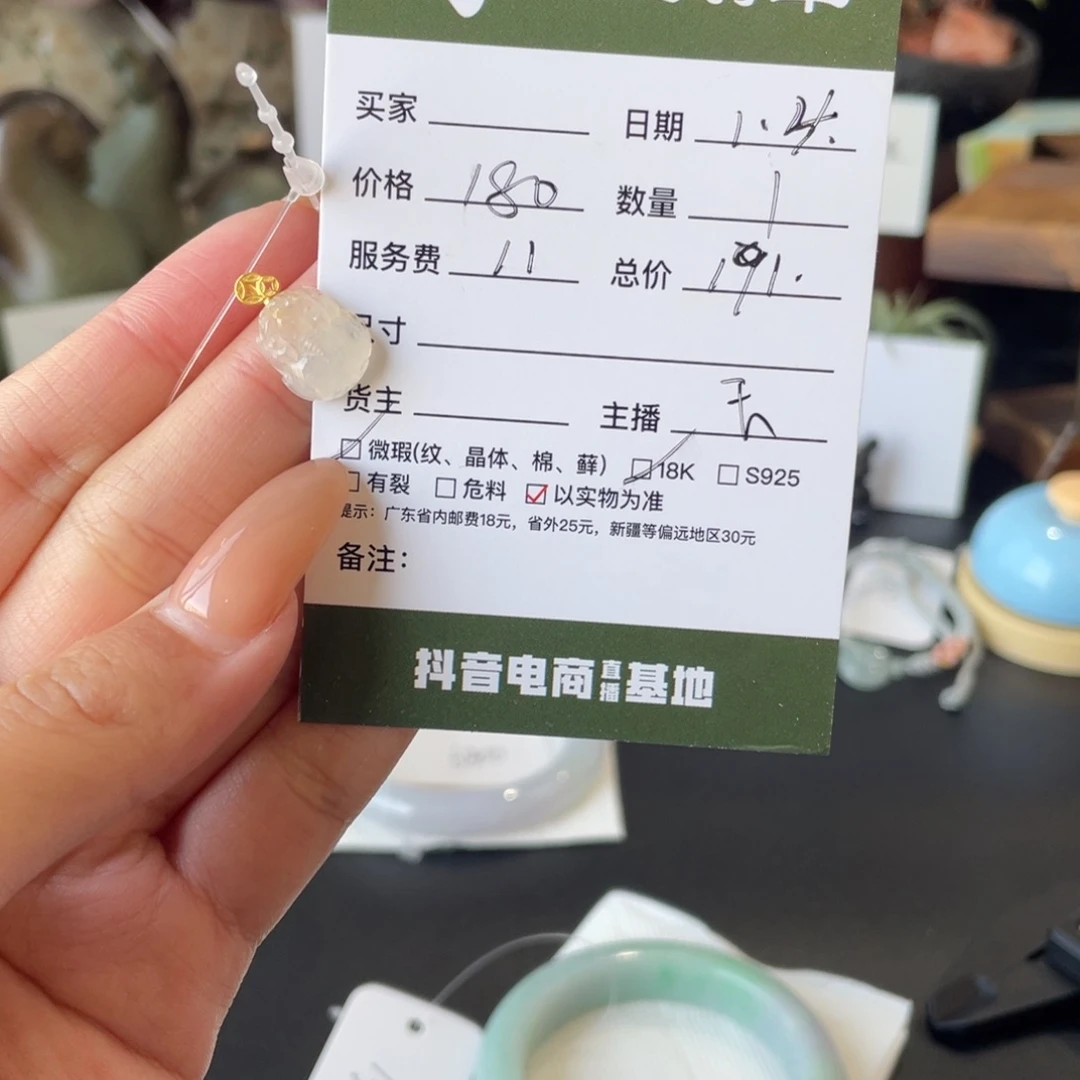 买家 日期 1.
价格 180 数量 1
服务费 11 总价 191.
尺寸
货主 主播
微瑕(纹、晶体、棉、藓) 18K S925
有裂 危料 以实物为准
提示：广东省内邮费18元，省外25元，新疆等偏远地区30元
备注：
抖音电商直播基地